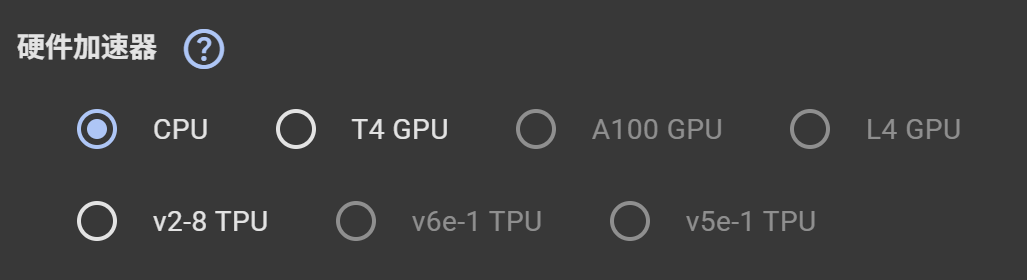 硬件加速器 ?
CPU T4 GPU A100 GPU L4 GPU
v2-8 TPU v6e-1 TPU v5e-1 TPU